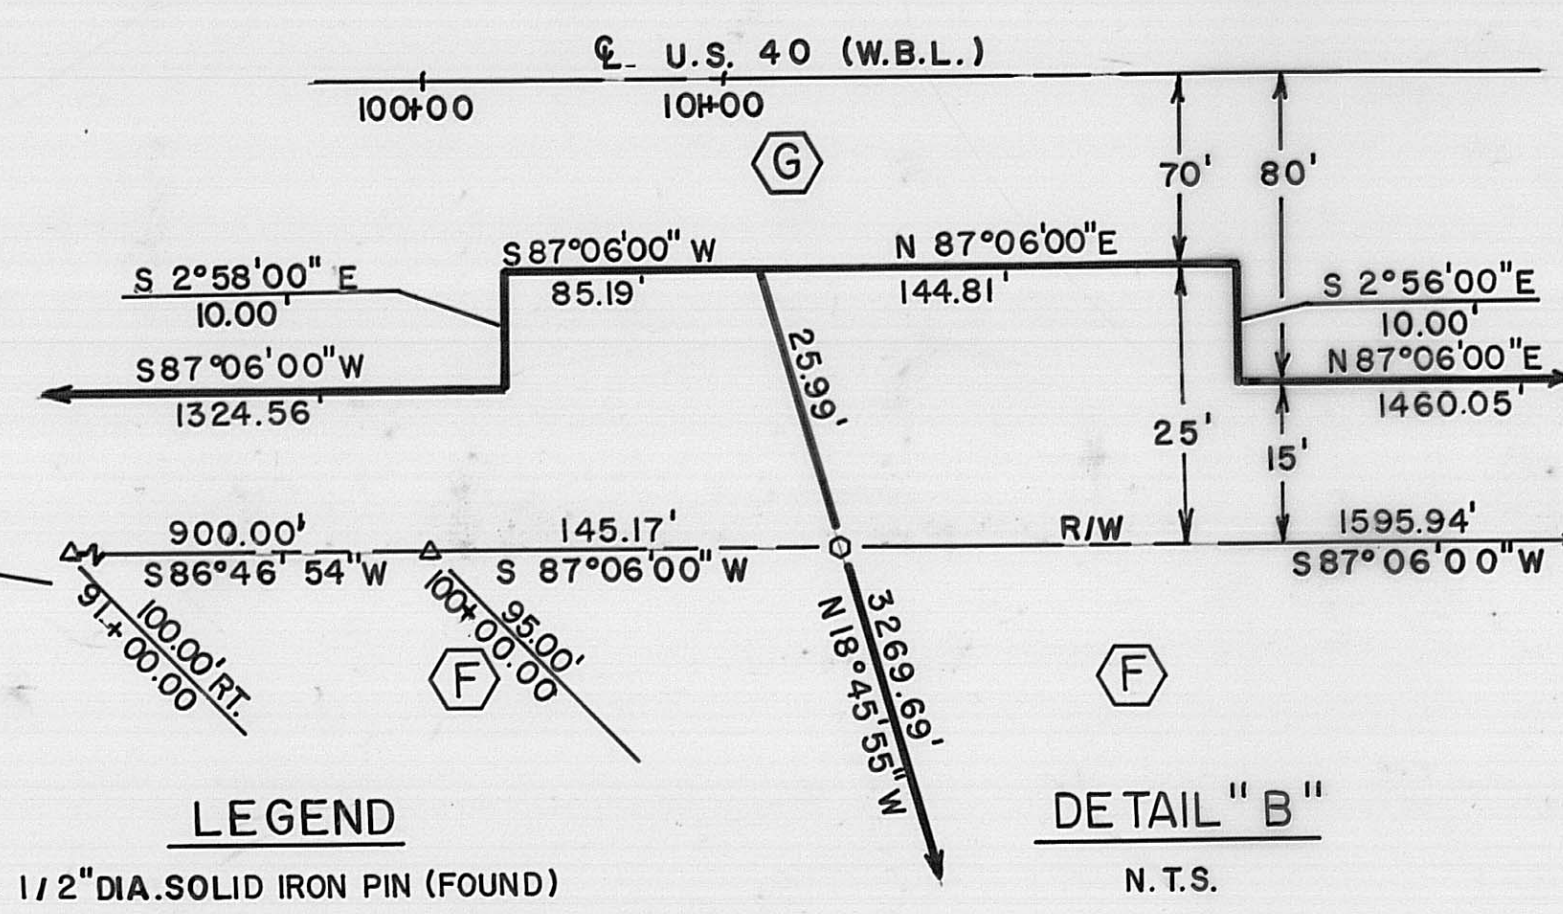 ℄ U.S. 40 (W.B.L.)
100+00
101+00
G
70'
80'
S 87°06'00" W
85.19'
N 87°06'00"E
144.81'
S 2°58'00" E
10.00'
S 2°56'00"E
10.00'
S87°06'00"W
1324.56'
N87°06'00"E
1460.05'
25.99'
25'
15'
900.00'
S86°46' 54"W
145.17'
S 87°06'00" W
R/W
1595.94'
S87°06'00"W
100.00' RT.
91+00.00
95.00'
100+00.00
F
3269.69'
N18°45'55" W
F
LEGEND
1/2"DIA.SOLID IRON PIN (FOUND)
DETAIL "B"
N.T.S.